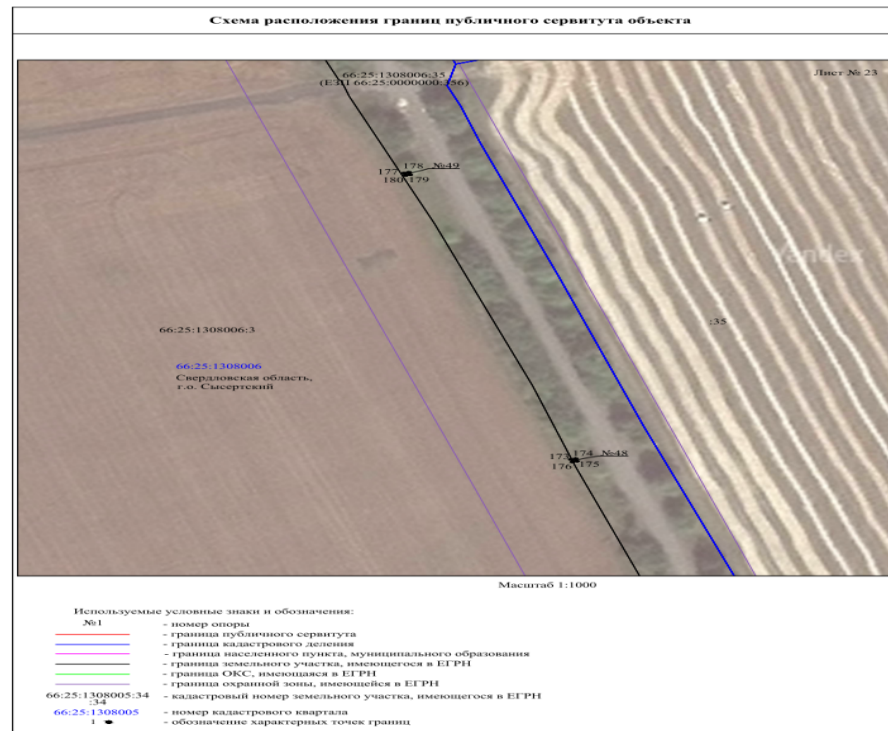 Схема расположения границ публичного сервитута объекта
66:25:1308006:35
(ЕЗП 66:25:0000000:356)
Лист № 23
177 178 №49
180 179
Yandex
:35
66:25:1308006:3
66:25:1308006
Свердловская область,
г.о. Сысертский
173 174 №48
176 175
Масштаб 1:1000
Используемые условные знаки и обозначения:
№1 - номер опоры
- граница публичного сервитута
- граница кадастрового деления
- граница населенного пункта, муниципального образования
- граница земельного участка, имеющегося в ЕГРН
- граница ОКС, имеющаяся в ЕГРН
- граница охранной зоны, имеющейся в ЕГРН
66:25:1308005:34 - кадастровый номер земельного участка, имеющегося в ЕГРН
:34
66:25:1308005 - номер кадастрового квартала
1 - обозначение характерных точек границ